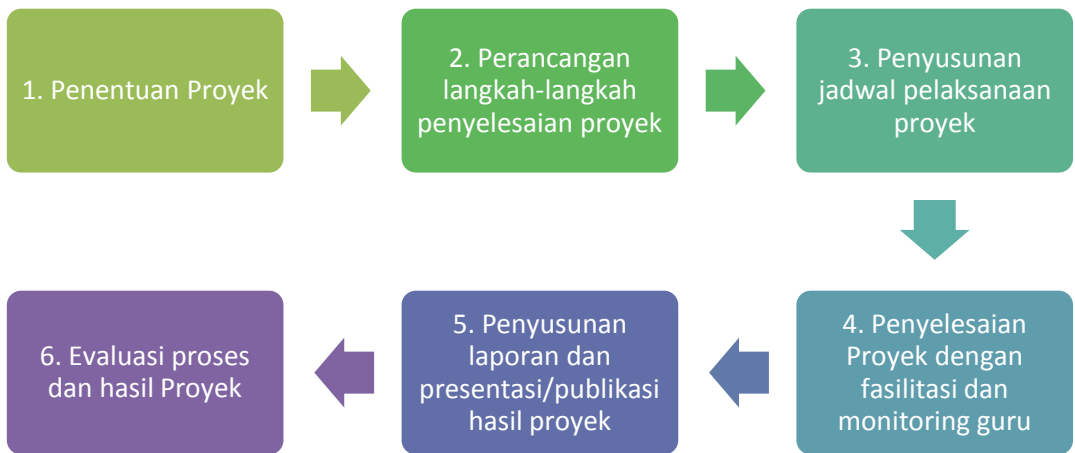 1. Penentuan Proyek
2. Perancangan
langkah-langkah
penyelesaian proyek
3. Penyusunan
jadwal pelaksanaan
proyek
4. Penyelesaian
Proyek dengan
fasilitasi dan
monitoring guru
5. Penyusunan
laporan dan
presentasi/publikasi
hasil proyek
6. Evaluasi proses
dan hasil Proyek